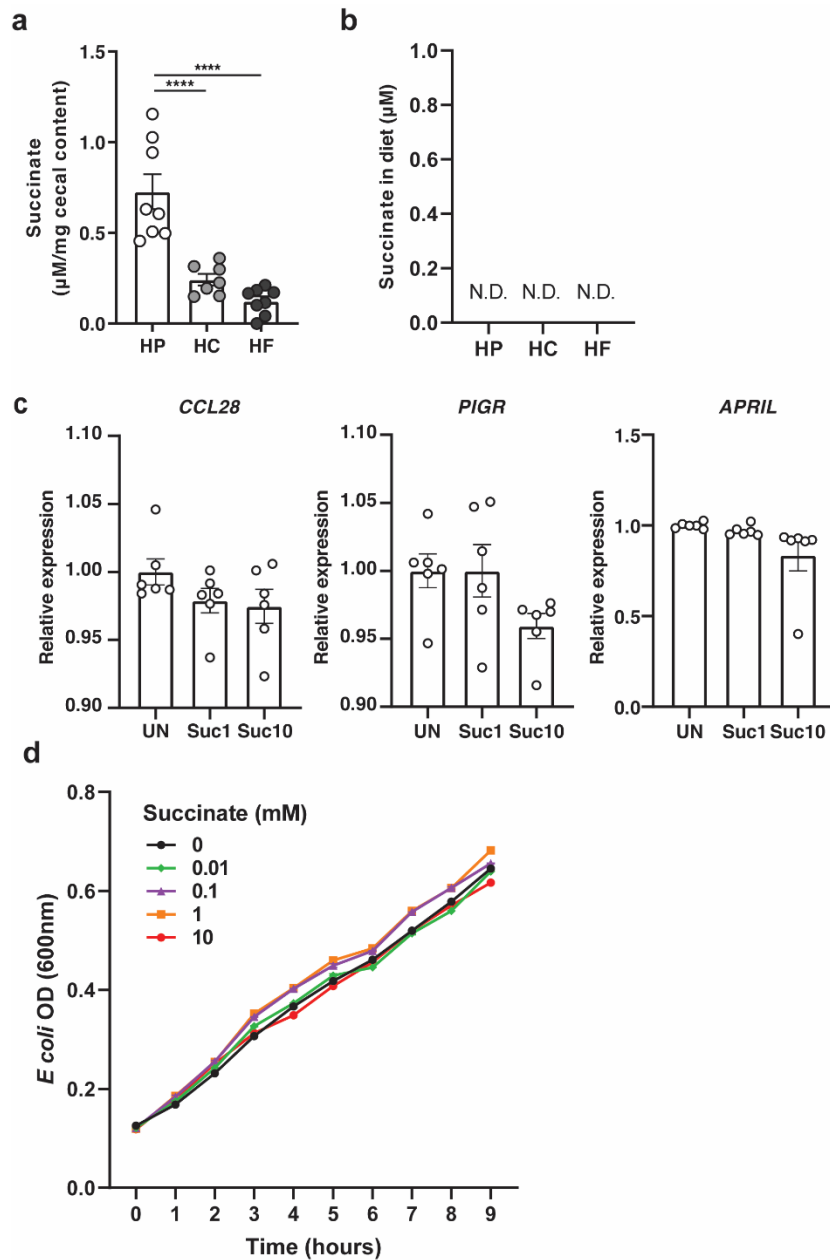 a
Succinate
(µM/mg cecal content)
1.5
1.0
0.5
0.0
****
****
HP HC HF
b
Succinate in diet (µM)
1.0
0.8
0.6
0.4
0.2
0.0
N.D. N.D. N.D.
HP HC HF
c
CCL28
Relative expression
1.10
1.05
1.00
0.95
0.90
UN Suc1 Suc10
PIGR
Relative expression
1.10
1.05
1.00
0.95
0.90
UN Suc1 Suc10
APRIL
Relative expression
1.5
1.0
0.5
0.0
UN Suc1 Suc10
d
E coli OD (600nm)
0.8
0.6
0.4
0.2
0.0
Succinate (mM)
0
0.01
0.1
1
10
0 1 2 3 4 5 6 7 8 9
Time (hours)